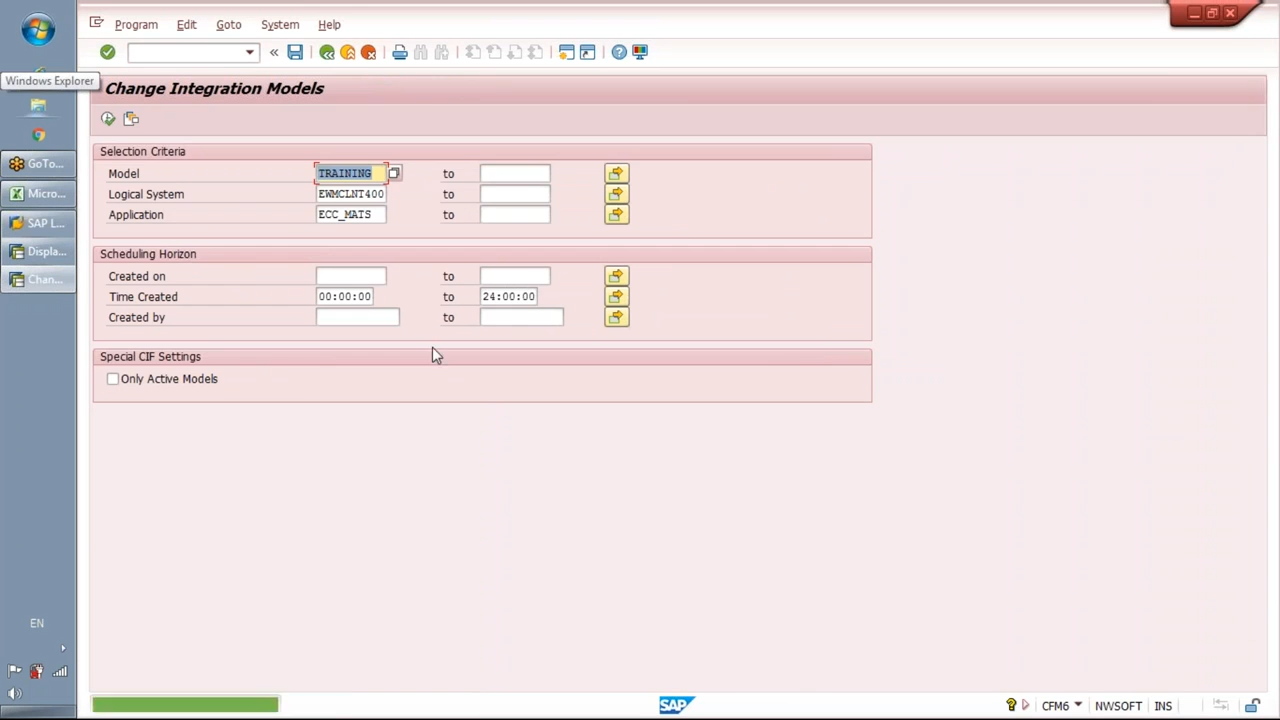 Program Edit Goto System Help
Windows Explorer
Change Integration Models
GoTo...
Micro...
SAP L...
Displa...
Chan...
Selection Criteria
Model TRAINING to
Logical System EWMCLNT400 to
Application ECC_MATS to
Scheduling Horizon
Created on to
Time Created 00:00:00 to 24:00:00
Created by to
Special CIF Settings
Only Active Models
EN
SAP CFM6 NWSOFT INS